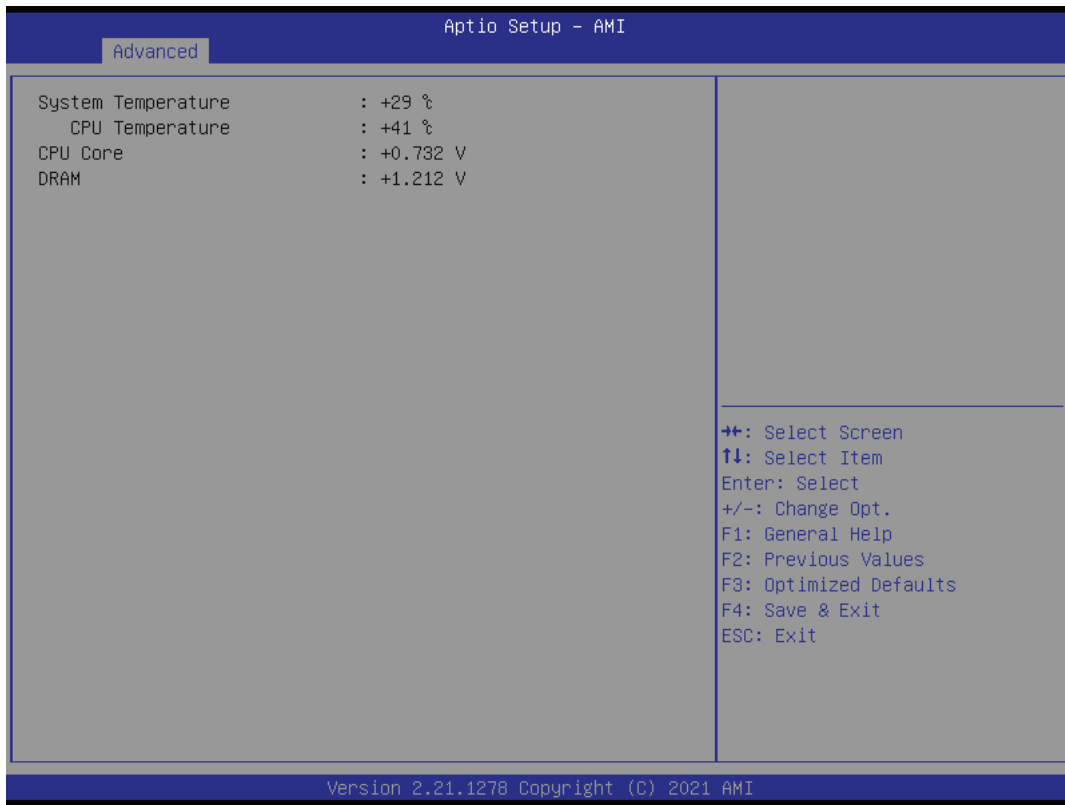 Aptio Setup - AMI
Advanced
System Temperature : +29 ℃
CPU Temperature : +41 ℃
CPU Core : +0.732 V
DRAM : +1.212 V
→←: Select Screen
↑↓: Select Item
Enter: Select
+/-: Change Opt.
F1: General Help
F2: Previous Values
F3: Optimized Defaults
F4: Save & Exit
ESC: Exit
Version 2.21.1278 Copyright (C) 2021 AMI